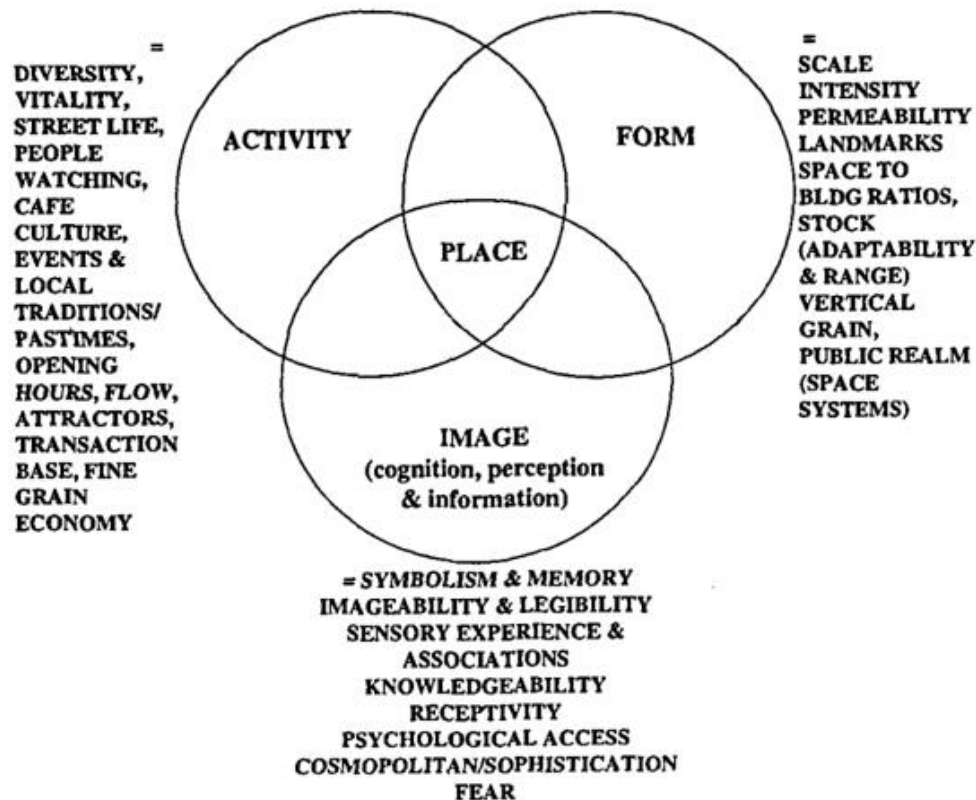 =
DIVERSITY,
VITALITY,
STREET LIFE,
PEOPLE
WATCHING,
CAFE
CULTURE,
EVENTS &
LOCAL
TRADITIONS/
PASTIMES,
OPENING
HOURS, FLOW,
ATTRACTORS,
TRANSACTION
BASE, FINE
GRAIN
ECONOMY
ACTIVITY
FORM
PLACE
IMAGE
(cognition, perception
& information)
=
SCALE
INTENSITY
PERMEABILITY
LANDMARKS
SPACE TO
BLDG RATIOS,
STOCK
(ADAPTABILITY
& RANGE)
VERTICAL
GRAIN,
PUBLIC REALM
(SPACE
SYSTEMS)
= SYMBOLISM & MEMORY
IMAGEABILITY & LEGIBILITY
SENSORY EXPERIENCE &
ASSOCIATIONS
KNOWLEDGEABILITY
RECEPTIVITY
PSYCHOLOGICAL ACCESS
COSMOPOLITAN/SOPHISTICATION
FEAR